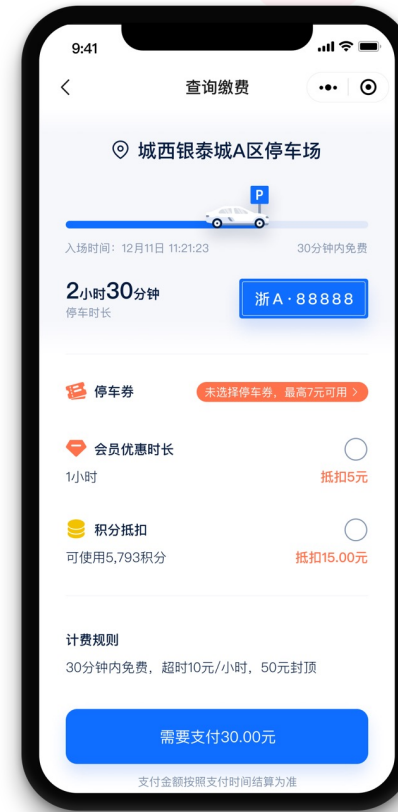 9:41
查询缴费
城西银泰城A区停车场
P
入场时间：12月11日 11:21:23
30分钟内免费
2小时30分钟
停车时长
浙A·88888
停车券
未选择停车券，最高7元可用 >
会员优惠时长
1小时
抵扣5元
积分抵扣
可使用5,793积分
抵扣15.00元
计费规则
30分钟内免费，超时10元/小时，50元封顶
需要支付30.00元
支付金额按照支付时间结算为准